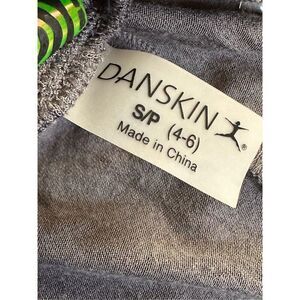 DANSKIN ®
S/P (4-6)
Made in China